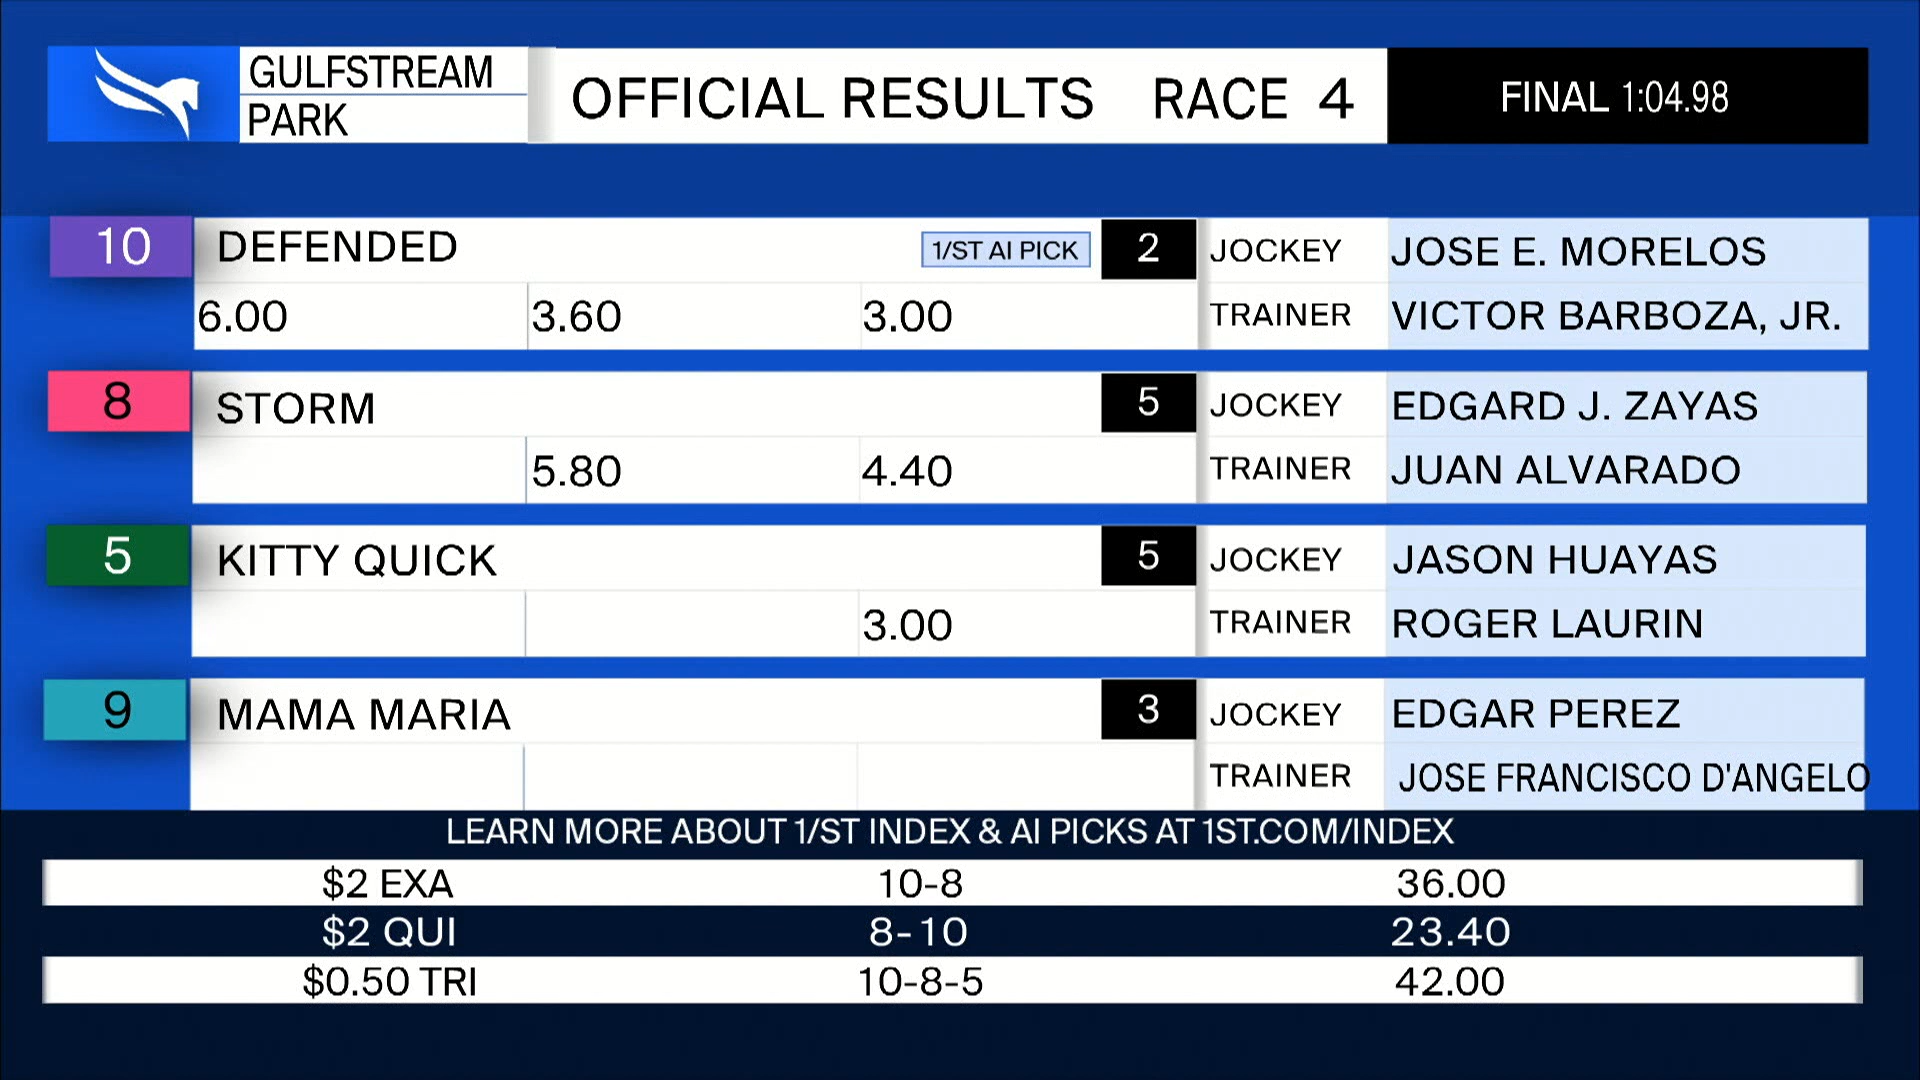 GULFSTREAM
PARK
OFFICIAL RESULTS RACE 4
FINAL 1:04.98
10 DEFENDED 1/ST AI PICK 2 JOCKEY JOSE E. MORELOS
6.00 3.60 3.00 TRAINER VICTOR BARBOZA, JR.
8 STORM 5 JOCKEY EDGARD J. ZAYAS
5.80 4.40 TRAINER JUAN ALVARADO
5 KITTY QUICK 5 JOCKEY JASON HUAYAS
3.00 TRAINER ROGER LAURIN
9 MAMA MARIA 3 JOCKEY EDGAR PEREZ
TRAINER JOSE FRANCISCO D'ANGELO
LEARN MORE ABOUT 1/ST INDEX & AI PICKS AT 1ST.COM/INDEX
$2 EXA 10-8 36.00
$2 QUI 8-10 23.40
$0.50 TRI 10-8-5 42.00